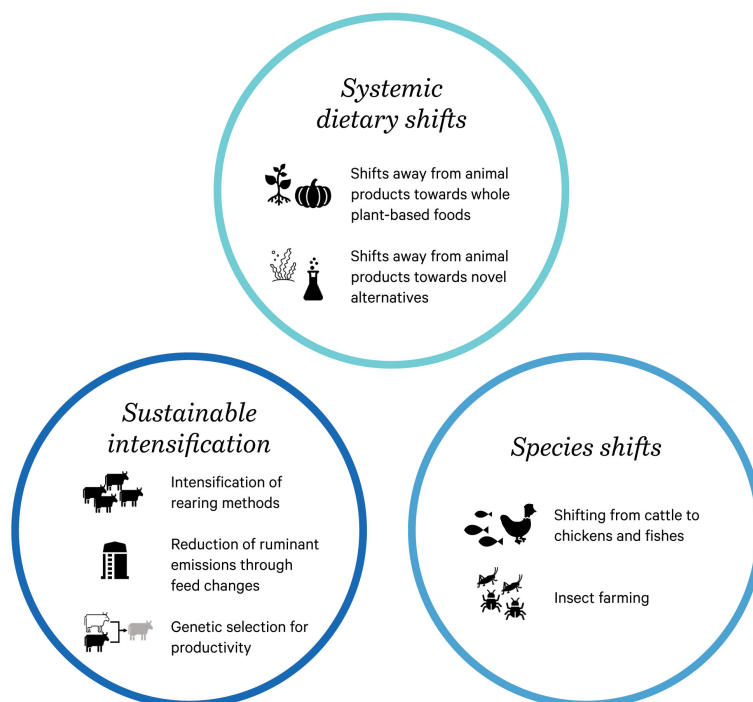 Systemic
dietary shifts
Shifts away from animal
products towards whole
plant-based foods
Shifts away from animal
products towards novel
alternatives
Sustainable
intensification
Intensification of
rearing methods
Reduction of ruminant
emissions through
feed changes
Genetic selection for
productivity
Species shifts
Shifting from cattle to
chickens and fishes
Insect farming